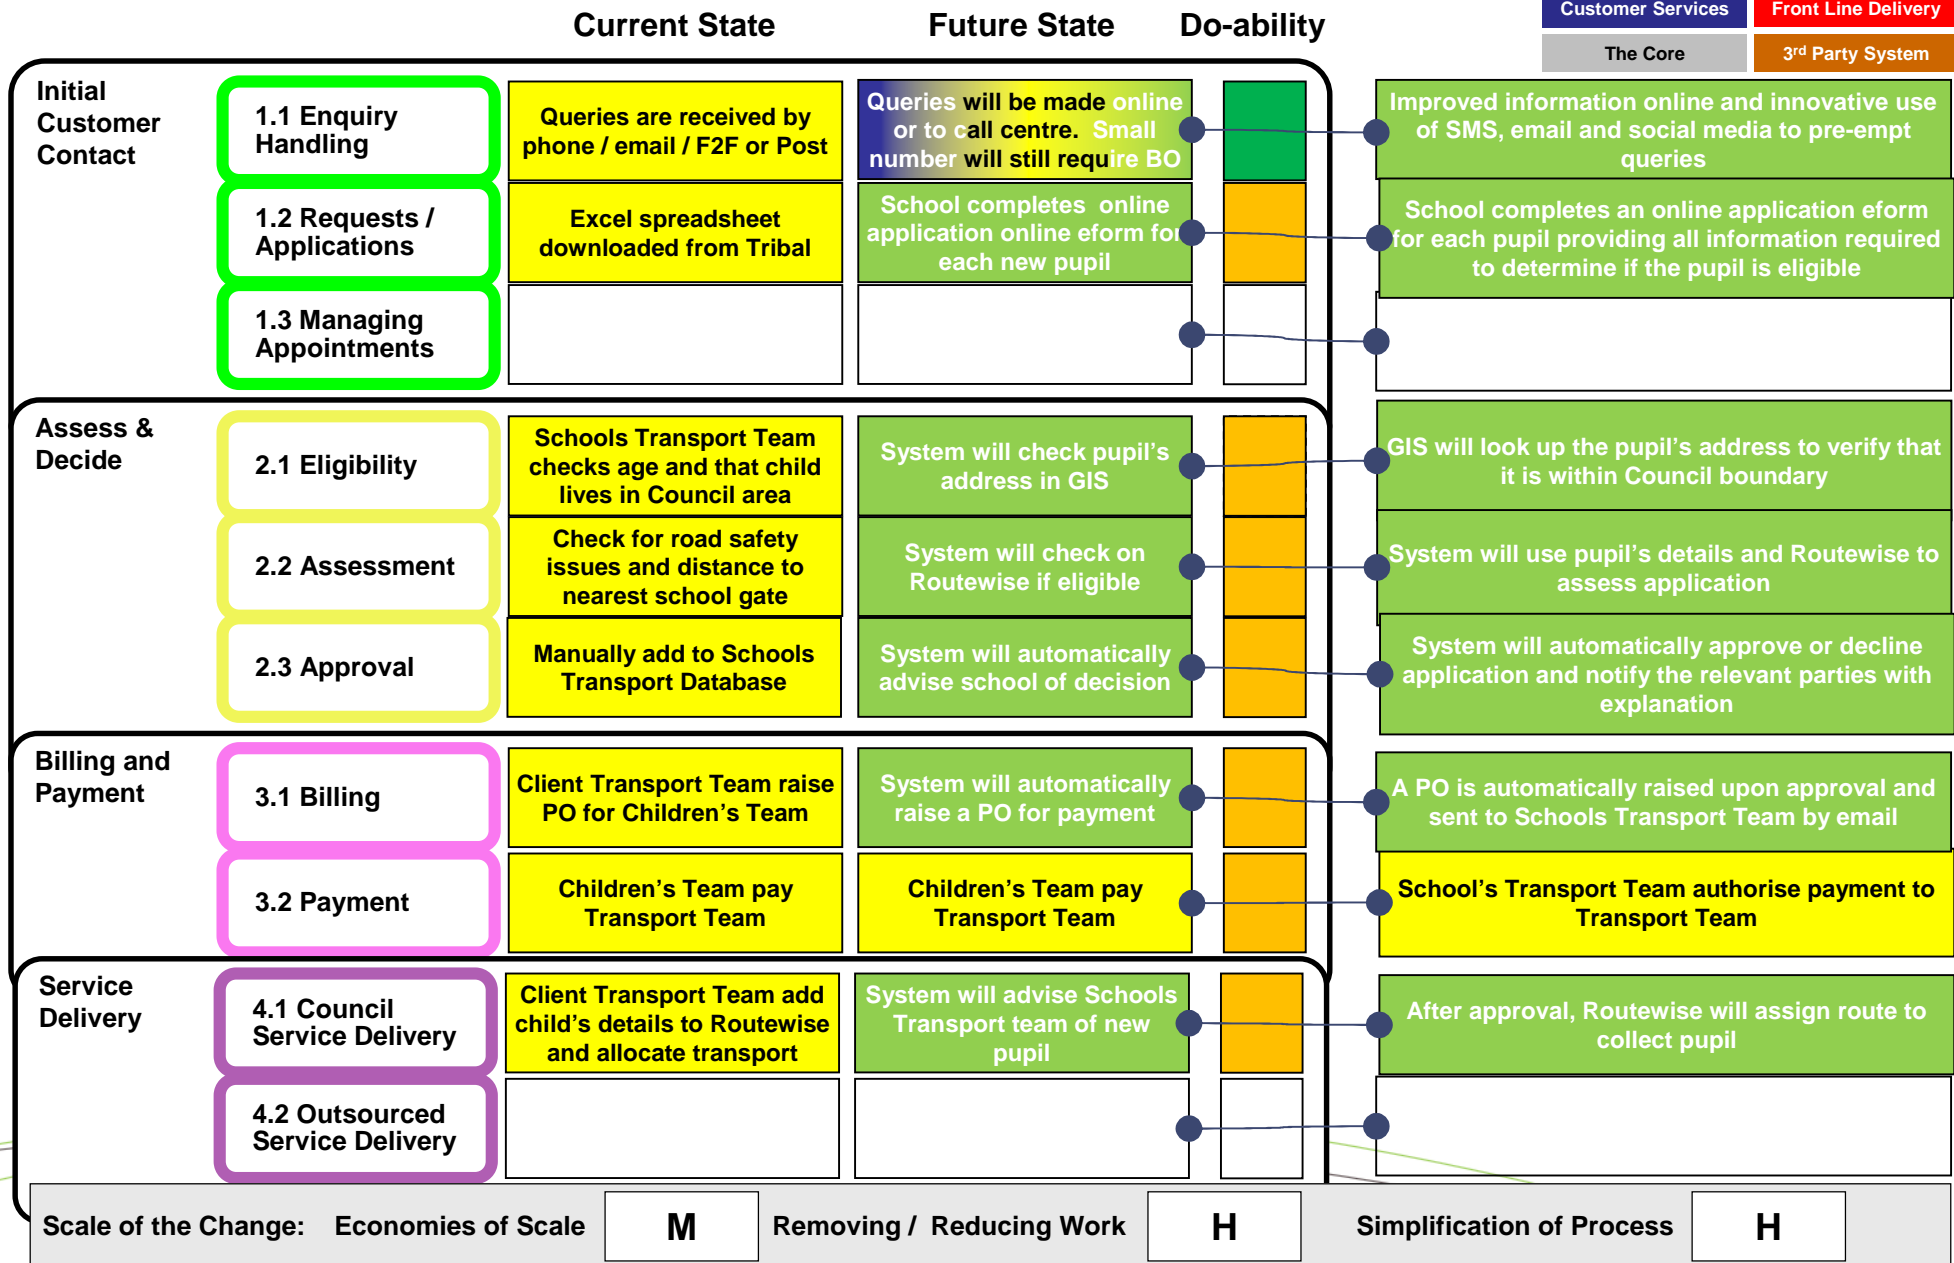 Current State
Future State
Do-ability
Customer Services
Front Line Delivery
The Core
3rd Party System
Initial
Customer
Contact
1.1 Enquiry
Handling
Queries are received by
phone / email / F2F or Post
Queries will be made online
or to call centre. Small
number will still require BO
Improved information online and innovative use
of SMS, email and social media to pre-empt
queries
1.2 Requests /
Applications
Excel spreadsheet
downloaded from Tribal
School completes online
application online eform for
each new pupil
School completes an online application eform
for each pupil providing all information required
to determine if the pupil is eligible
1.3 Managing
Appointments
Assess &
Decide
2.1 Eligibility
Schools Transport Team
checks age and that child
lives in Council area
System will check pupil's
address in GIS
GIS will look up the pupil's address to verify that
it is within Council boundary
2.2 Assessment
Check for road safety
issues and distance to
nearest school gate
System will check on
Routewise if eligible
System will use pupil's details and Routewise to
assess application
2.3 Approval
Manually add to Schools
Transport Database
System will automatically
advise school of decision
System will automatically approve or decline
application and notify the relevant parties with
explanation
Billing and
Payment
3.1 Billing
Client Transport Team raise
PO for Children's Team
System will automatically
raise a PO for payment
A PO is automatically raised upon approval and
sent to Schools Transport Team by email
3.2 Payment
Children's Team pay
Transport Team
Children's Team pay
Transport Team
School's Transport Team authorise payment to
Transport Team
Service
Delivery
4.1 Council
Service Delivery
Client Transport Team add
child's details to Routewise
and allocate transport
System will advise Schools
Transport team of new
pupil
After approval, Routewise will assign route to
collect pupil
4.2 Outsourced
Service Delivery
Scale of the Change: Economies of Scale M Removing / Reducing Work H Simplification of Process H